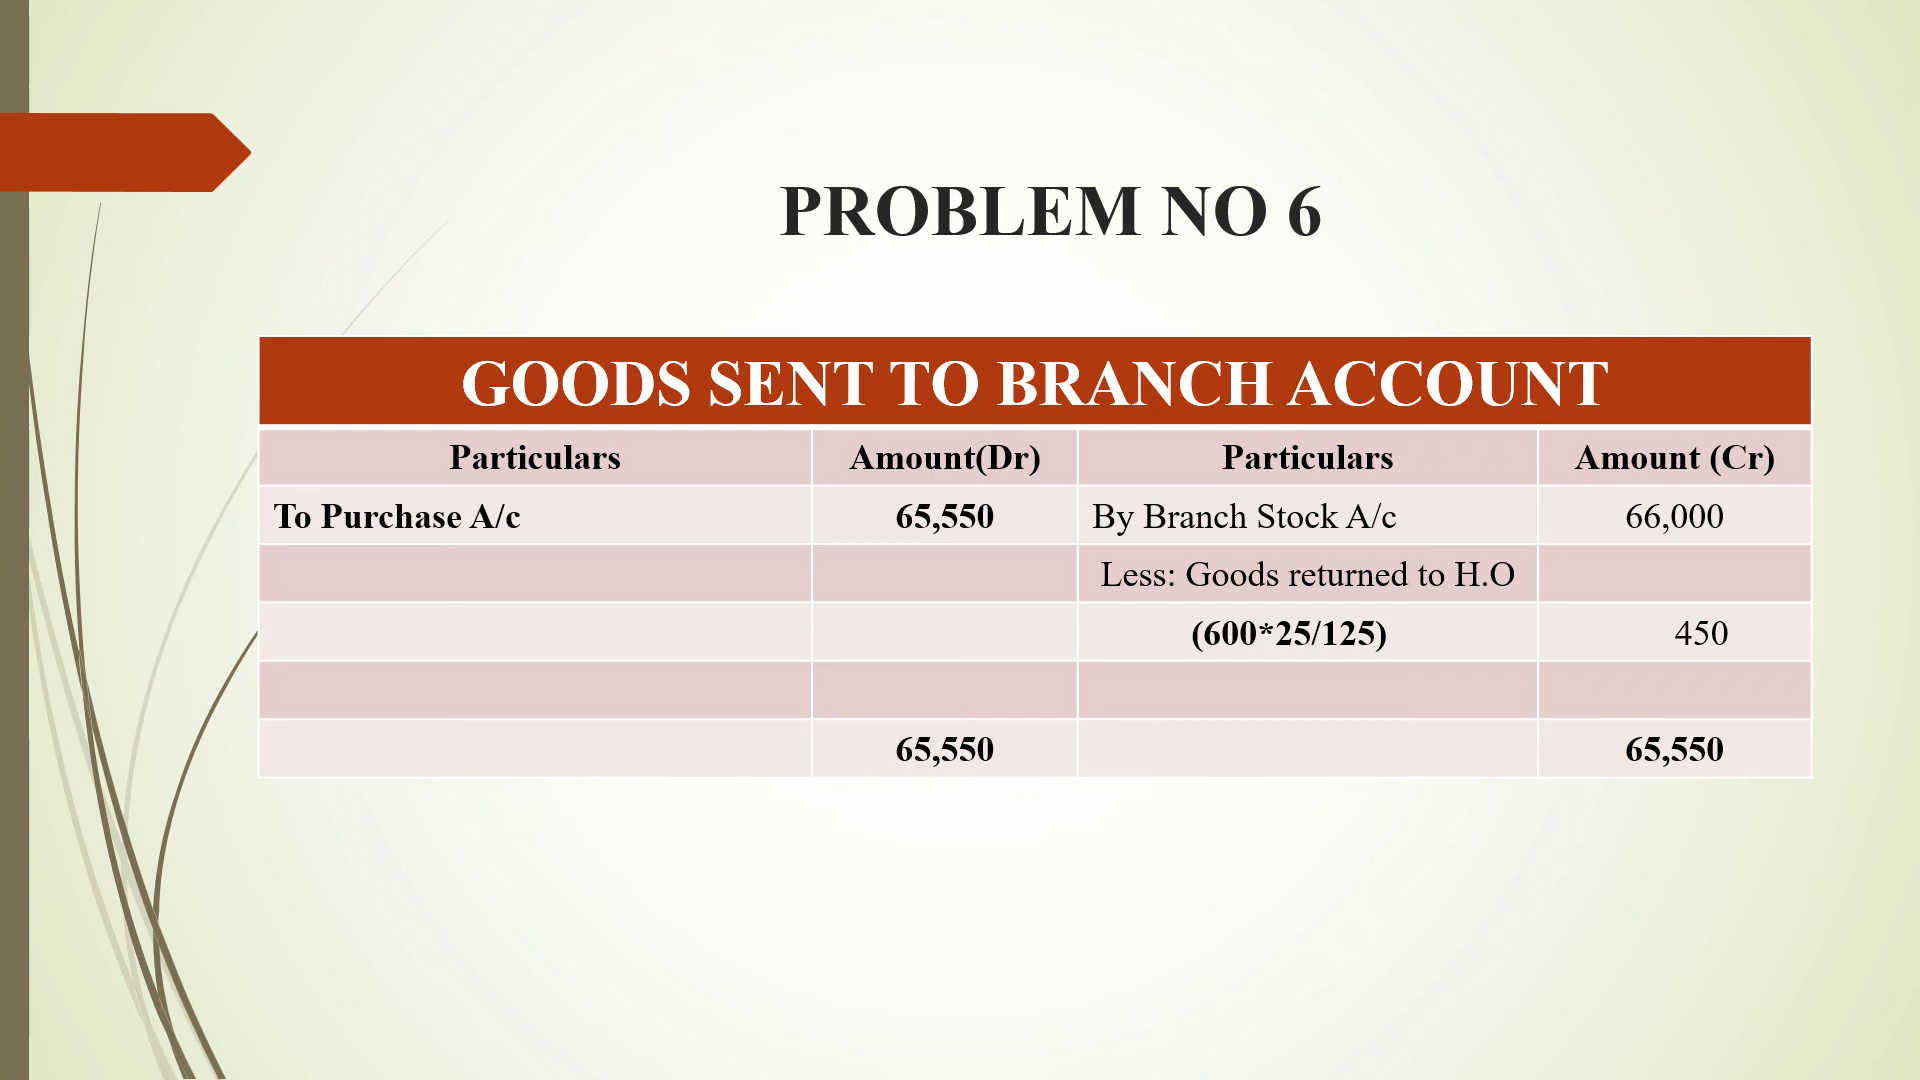 PROBLEM NO 6
GOODS SENT TO BRANCH ACCOUNT
Particulars Amount(Dr) Particulars Amount (Cr)
To Purchase A/c 65,550 By Branch Stock A/c 66,000
Less: Goods returned to H.O
(600*25/125) 450
65,550 65,550